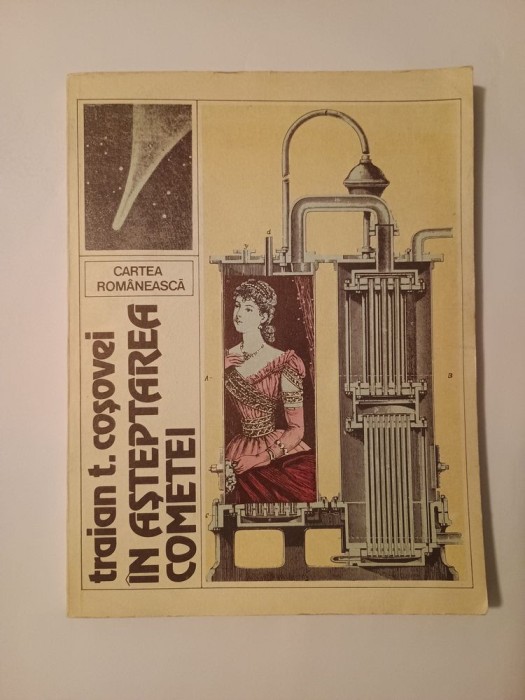 CARTEA
ROMÂNEASCĂ
traian t. coșovei
ÎN AȘTEPTAREA
COMETEI
d
A
B